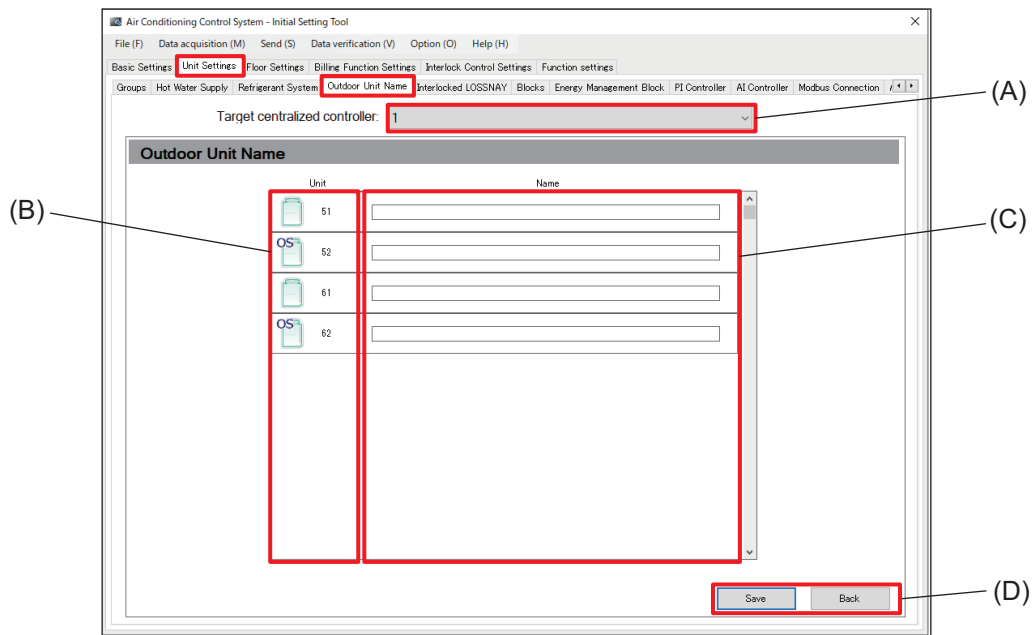 Air Conditioning Control System - Initial Setting Tool
File (F) Data acquisition (M) Send (S) Data verification (V) Option (O) Help (H)
Basic Settings Unit Settings Floor Settings Billing Function Settings Interlock Control Settings Function settings
Groups Hot Water Supply Refrigerant System Outdoor Unit Name Interlocked LOSSNAY Blocks Energy Management Block PI Controller AI Controller Modbus Connection
(A)
Target centralized controller: 1
Outdoor Unit Name
Unit Name
(B)
51
(C)
OS 52
61
OS 62
Save Back
(D)